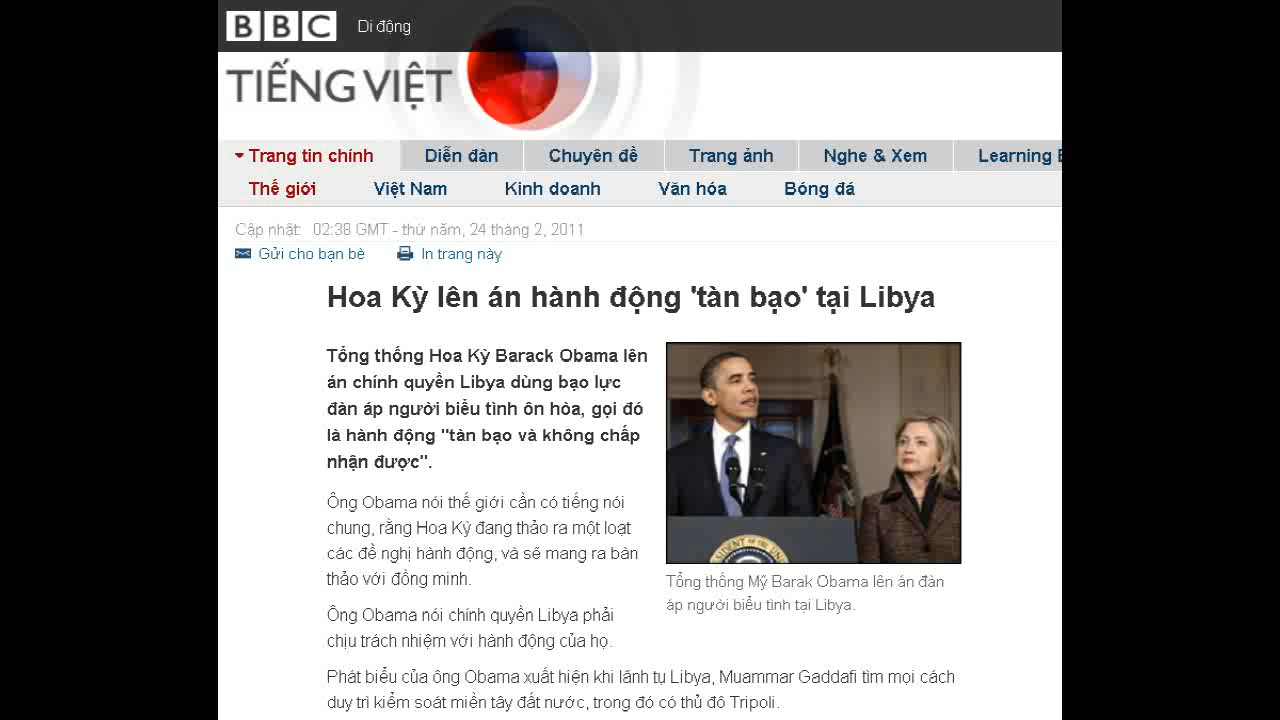 BBC Di động
TIẾNG VIỆT
Trang tin chính Diễn đàn Chuyên đề Trang ảnh Nghe & Xem Learning E
Thế giới Việt Nam Kinh doanh Văn hóa Bóng đá
Cập nhật: 02:38 GMT - thứ năm, 24 tháng 2, 2011
Gửi cho bạn bè In trang này
Hoa Kỳ lên án hành động 'tàn bạo' tại Libya
Tổng thống Hoa Kỳ Barack Obama lên
án chính quyền Libya dùng bạo lực
đàn áp người biểu tình ôn hòa, gọi đó
là hành động "tàn bạo và không chấp
nhận được".
Ông Obama nói thế giới cần có tiếng nói
chung, rằng Hoa Kỳ đang thảo ra một loạt
các đề nghị hành động, và sẽ mang ra bàn
thảo với đồng minh.
Ông Obama nói chính quyền Libya phải
chịu trách nhiệm với hành động của họ.
PRESIDENT OF THE UNITED
Tổng thống Mỹ Barak Obama lên án đàn
áp người biểu tình tại Libya.
Phát biểu của ông Obama xuất hiện khi lãnh tụ Libya, Muammar Gaddafi tìm mọi cách
duy trì kiểm soát miền tây đất nước, trong đó có thủ đô Tripoli.